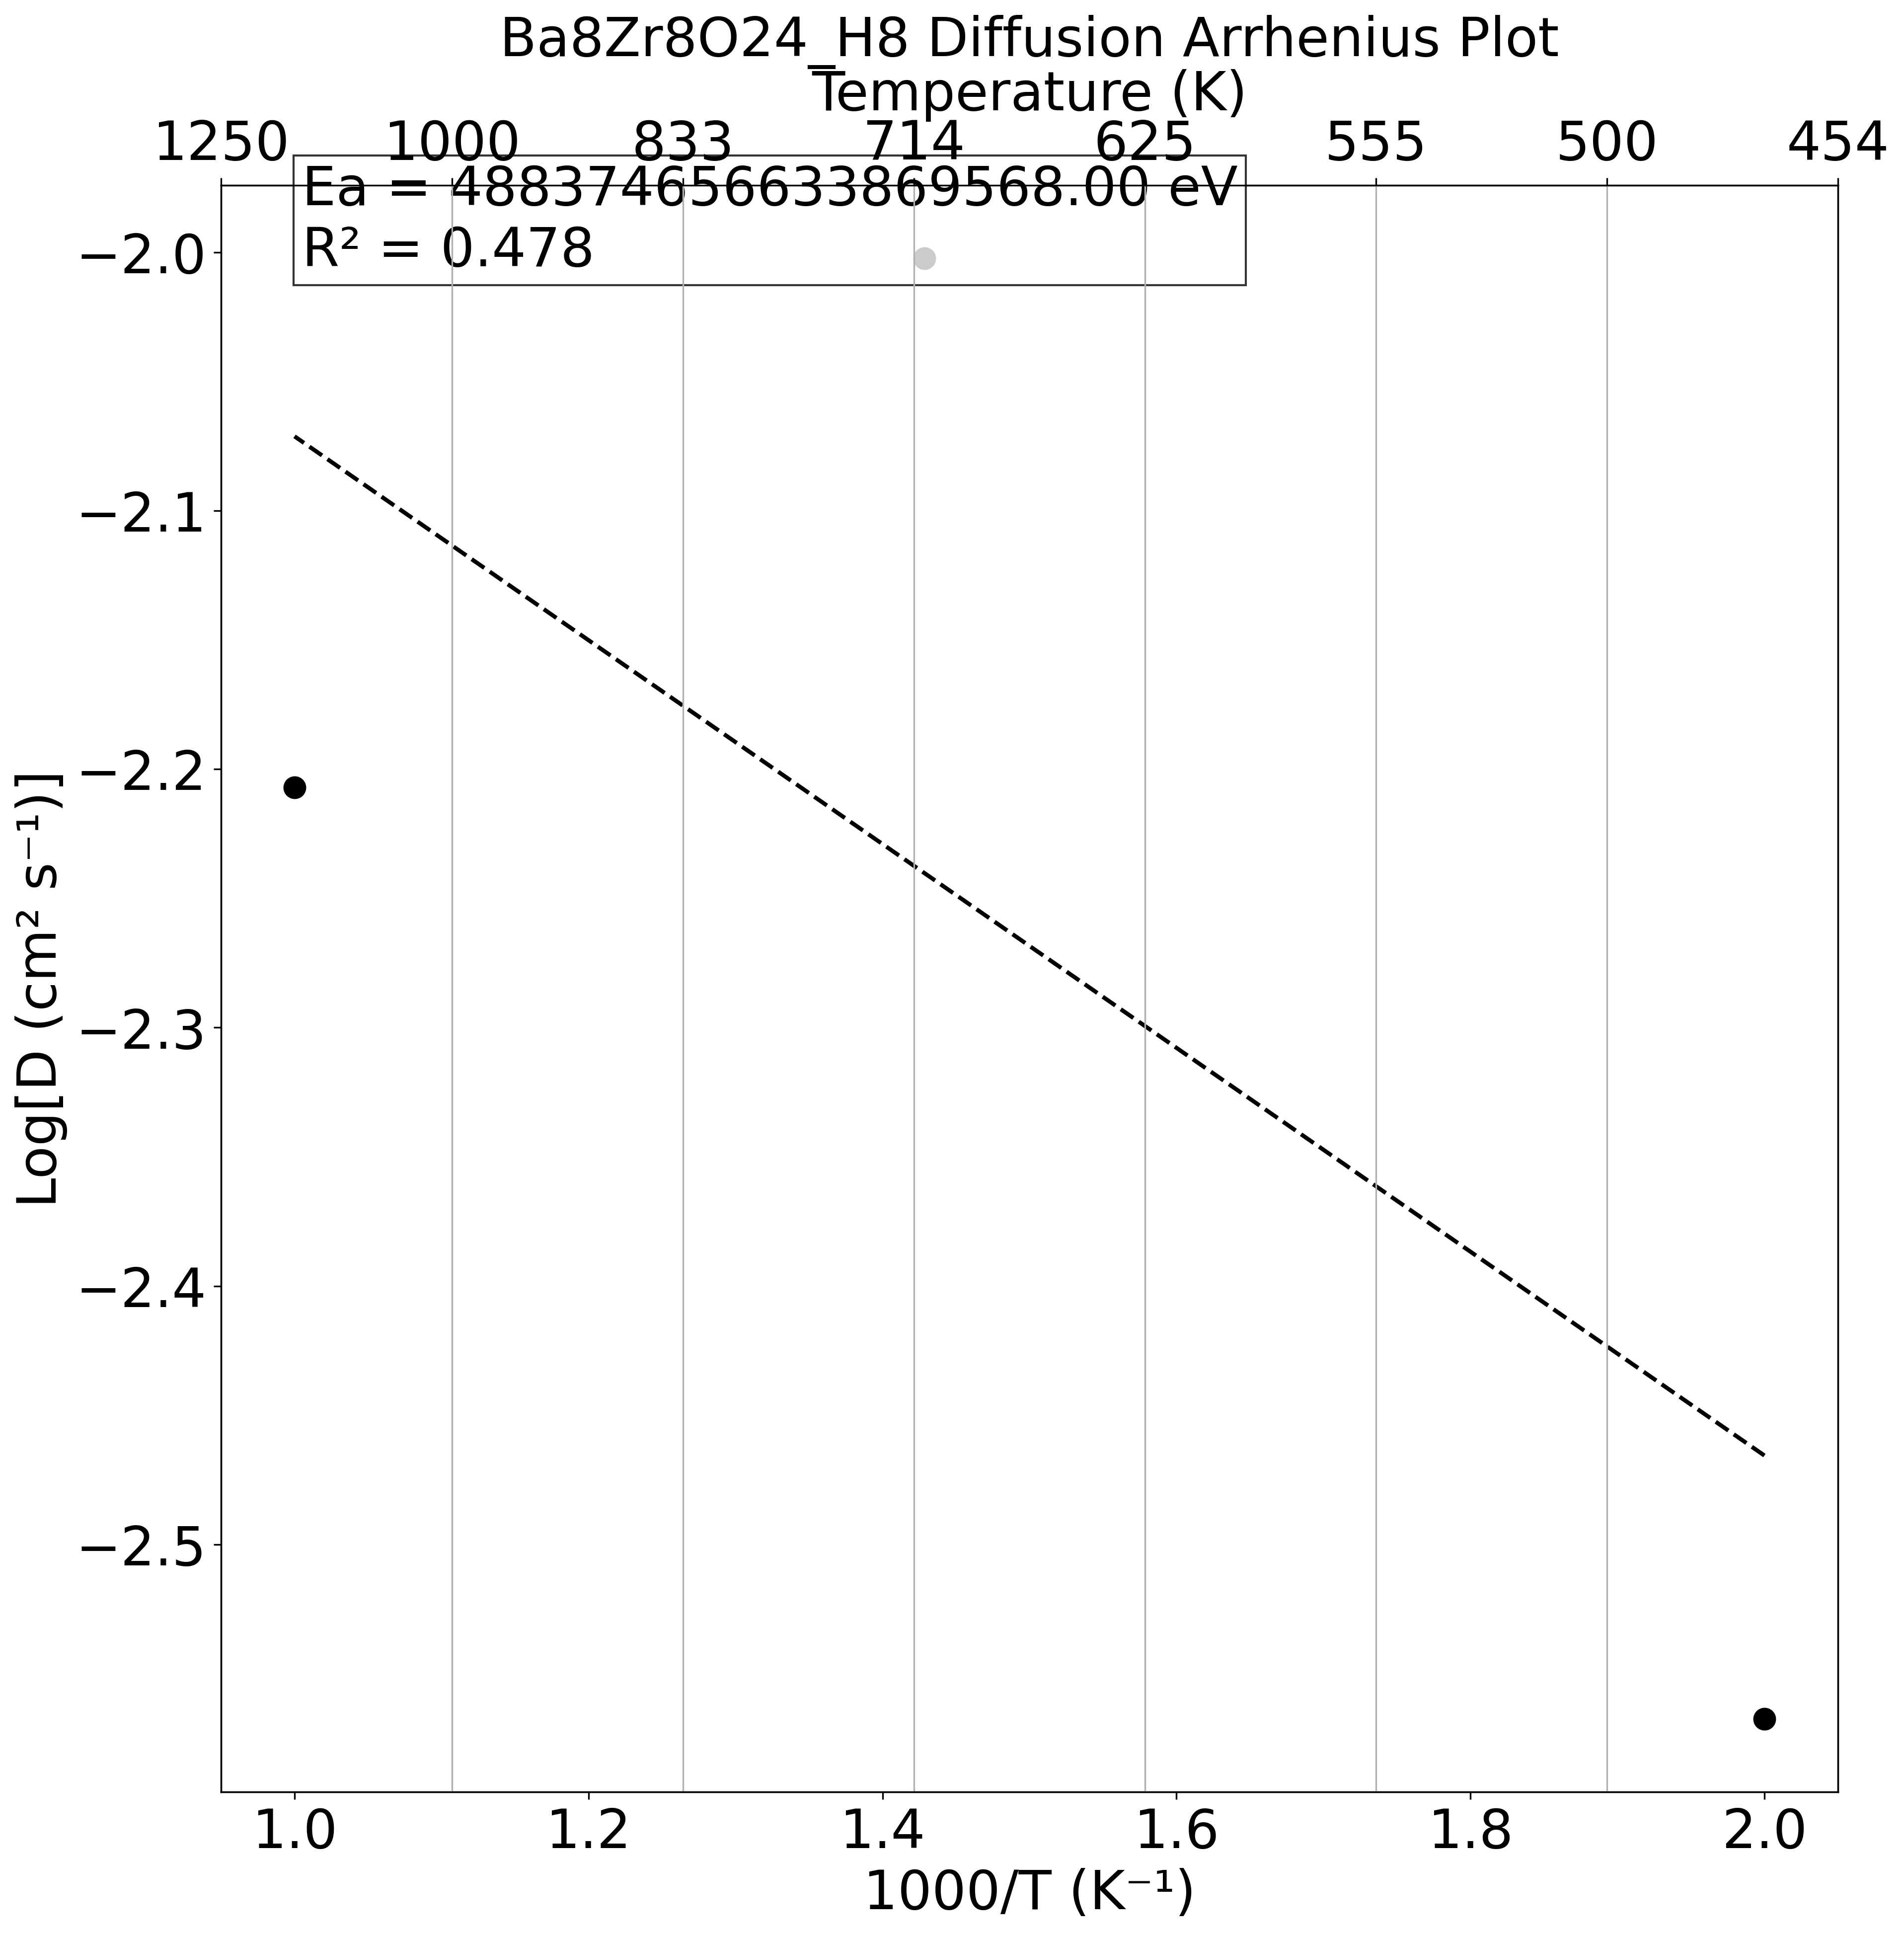 Ba8Zr8O24_H8 Diffusion Arrhenius Plot
Temperature (K)
1250 1000 833 714 625 555 500 454
Ea = 488374656633869568.00 eV
R² = 0.478
−2.0
−2.1
−2.2
−2.3
−2.4
−2.5
Log[D (cm² s⁻¹)]
1.0 1.2 1.4 1.6 1.8 2.0
1000/T (K⁻¹)